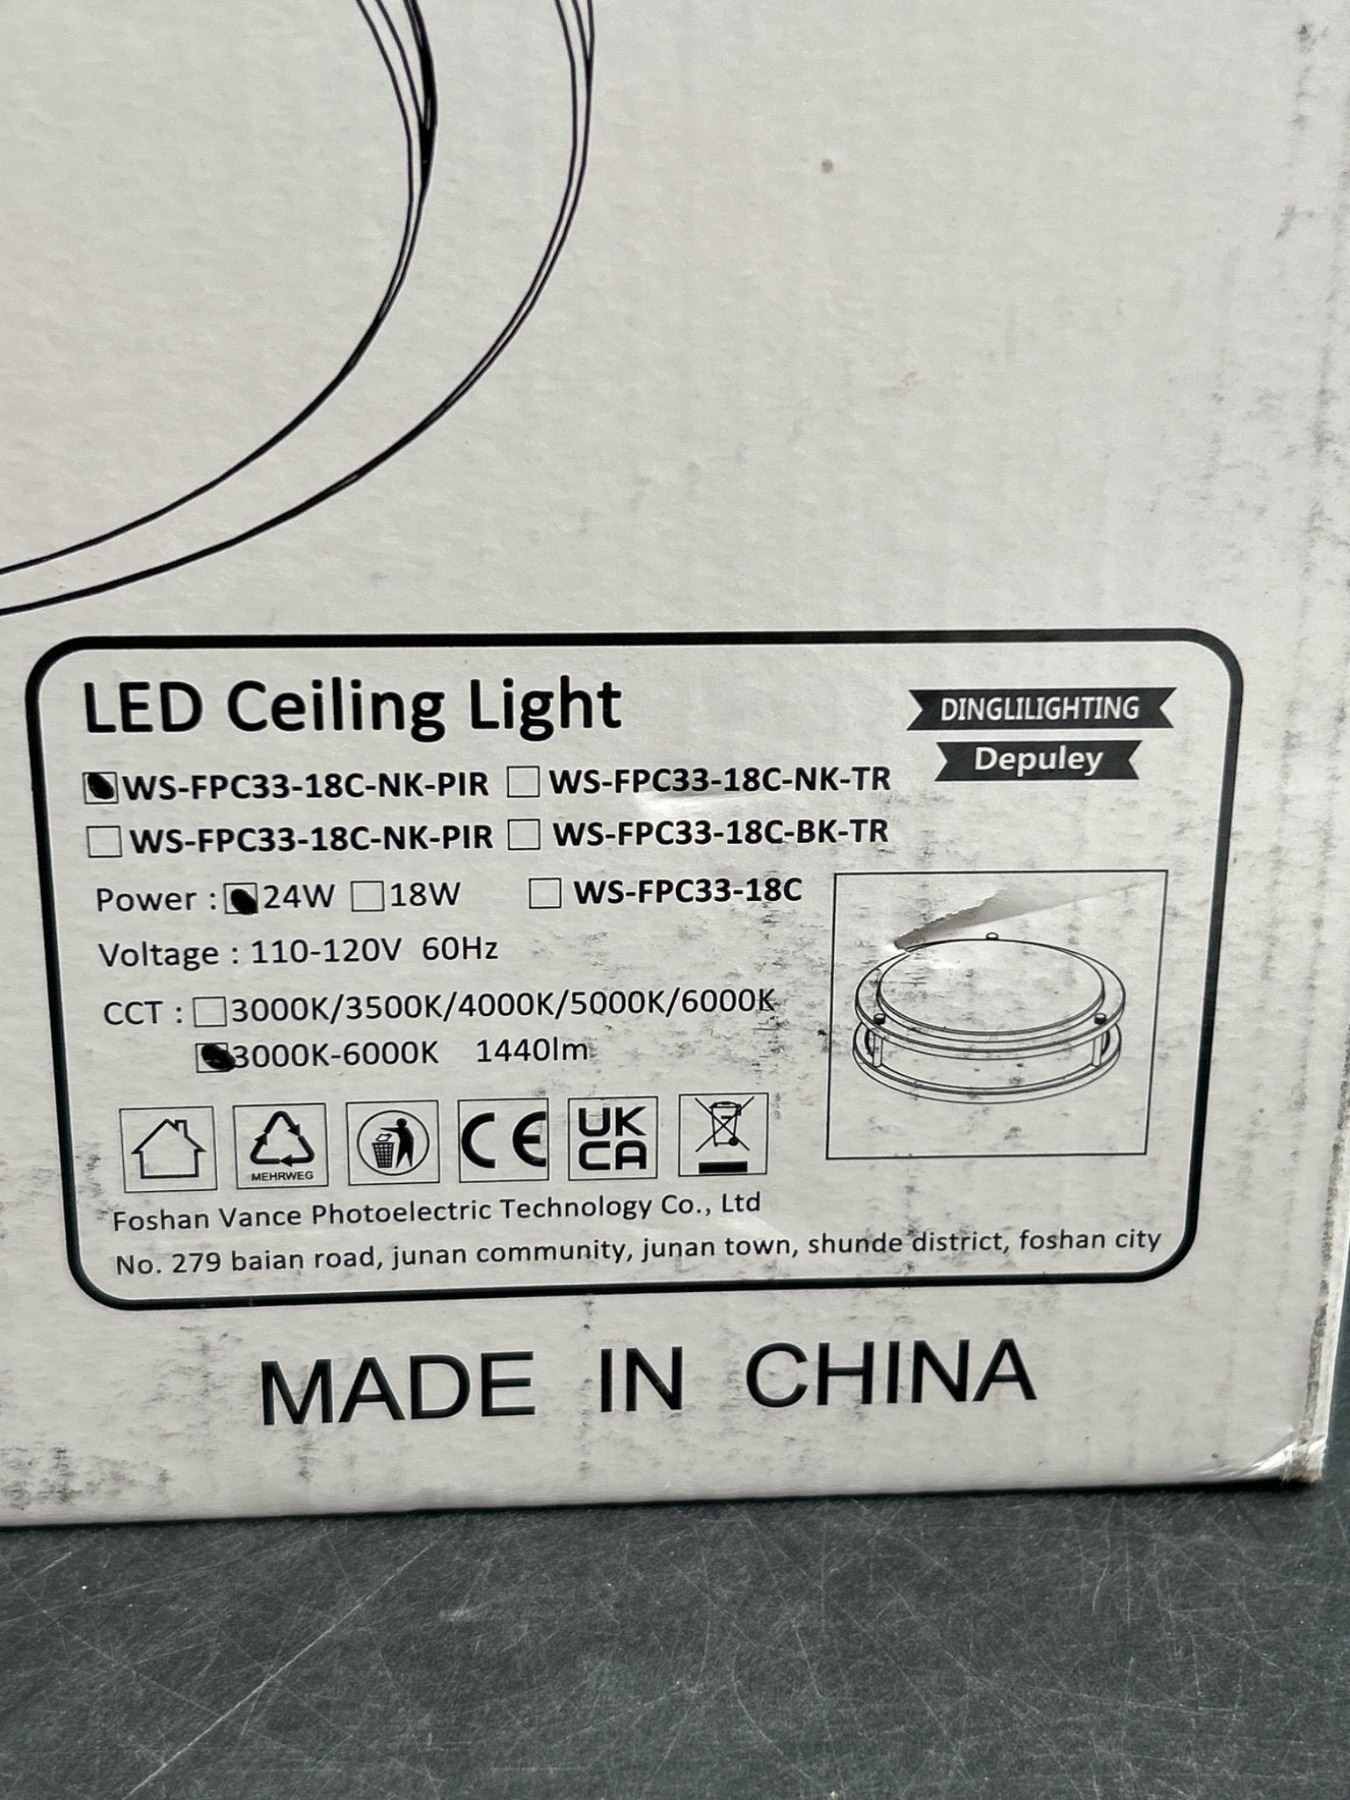 LED Ceiling Light
DINGLILIGHTING
Depuley
WS-FPC33-18C-NK-PIR WS-FPC33-18C-NK-TR
WS-FPC33-18C-NK-PIR WS-FPC33-18C-BK-TR
Power : 24W 18W WS-FPC33-18C
Voltage : 110-120V 60Hz
CCT : 3000K/3500K/4000K/5000K/6000K
3000K-6000K 1440lm
MEHRWEG
CE
UK
CA
Foshan Vance Photoelectric Technology Co., Ltd
No. 279 baian road, junan community, junan town, shunde district, foshan city
MADE IN CHINA